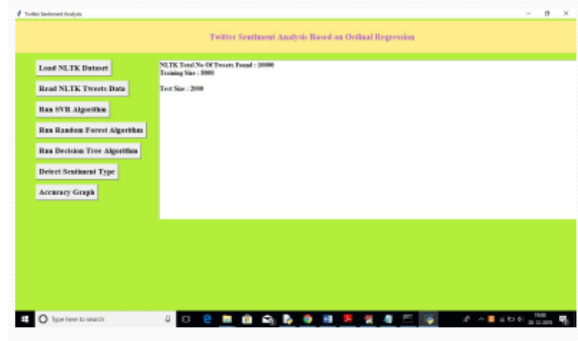 Twitter Sentiment Analysis
Twitter Sentiment Analysis Based on Ordinal Regression
Load NLTK Dataset
Read NLTK Tweets Data
Run SVR Algorithm
Run Random Forest Algorithm
Run Decision Tree Algorithm
Detect Sentiment Type
Accuracy Graph
NLTK Total No Of Tweets Found : 10000
Training Size : 8000
Test Size : 2000
Type here to search